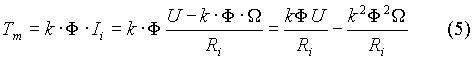 T_m = k·Φ·I_i = k·Φ (U − k·Φ·Ω)/R_i = kΦU/R_i − k²Φ²Ω/R_i (5)